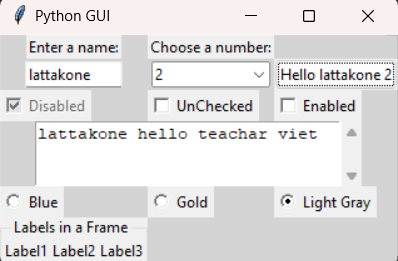 Python GUI
Enter a name: Choose a number:
lattakone 2 Hello lattakone 2
Disabled UnChecked Enabled
lattakone hello teachar viet
Blue Gold Light Gray
Labels in a Frame
Label1 Label2 Label3